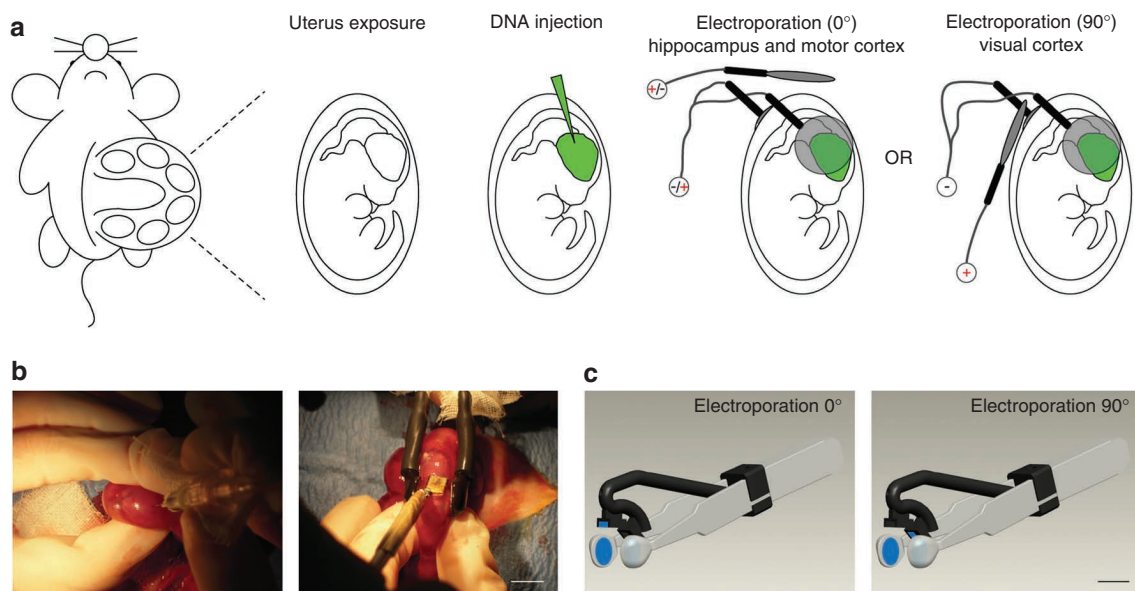 a
Uterus exposure
DNA injection
Electroporation (0°)
hippocampus and motor cortex
Electroporation (90°)
visual cortex
+/-
-/+
OR
-
+
b
c
Electroporation 0°
Electroporation 90°